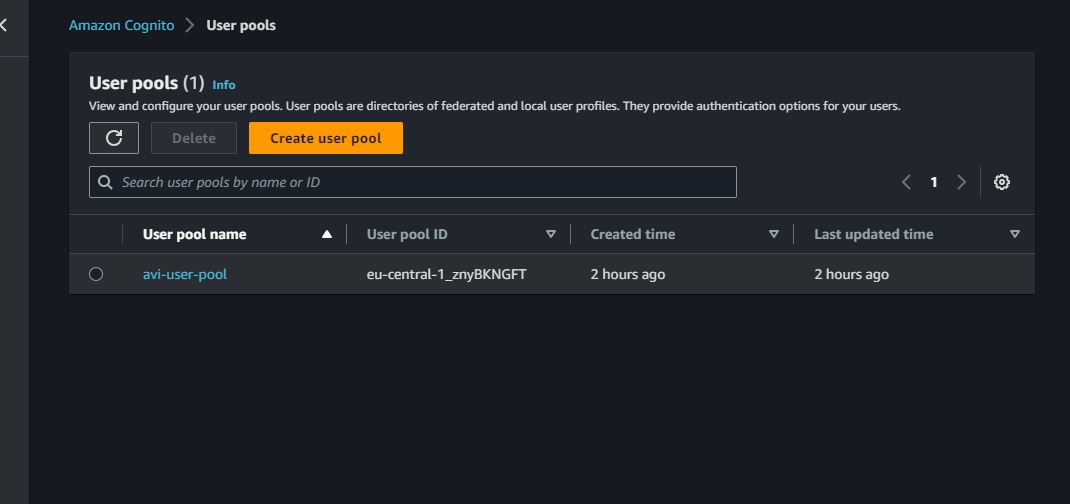 Amazon Cognito > User pools
User pools (1) Info
View and configure your user pools. User pools are directories of federated and local user profiles. They provide authentication options for your users.
Delete Create user pool
Search user pools by name or ID 1
User pool name User pool ID Created time Last updated time
avi-user-pool eu-central-1_znyBKNGFT 2 hours ago 2 hours ago